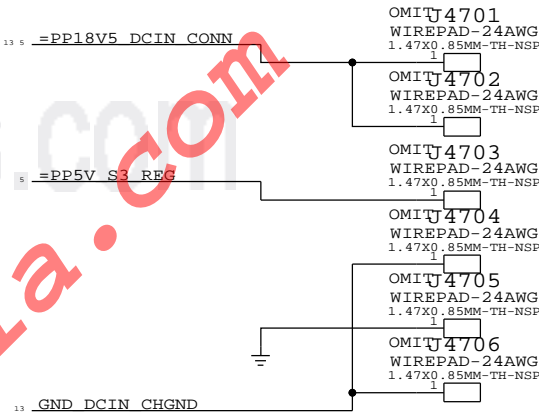 OMIT J4701
13 5 =PP18V5_DCIN_CONN
WIREPAD-24AWG
1.47X0.85MM-TH-NSP
1
OMIT J4702
WIREPAD-24AWG
1.47X0.85MM-TH-NSP
1
OMIT J4703
WIREPAD-24AWG
5 =PP5V_S3_REG
1.47X0.85MM-TH-NSP
1
OMIT J4704
WIREPAD-24AWG
1.47X0.85MM-TH-NSP
1
OMIT J4705
WIREPAD-24AWG
1.47X0.85MM-TH-NSP
1
OMIT J4706
WIREPAD-24AWG
1.47X0.85MM-TH-NSP
1
13 GND_DCIN_CHGND
a.com
s.com